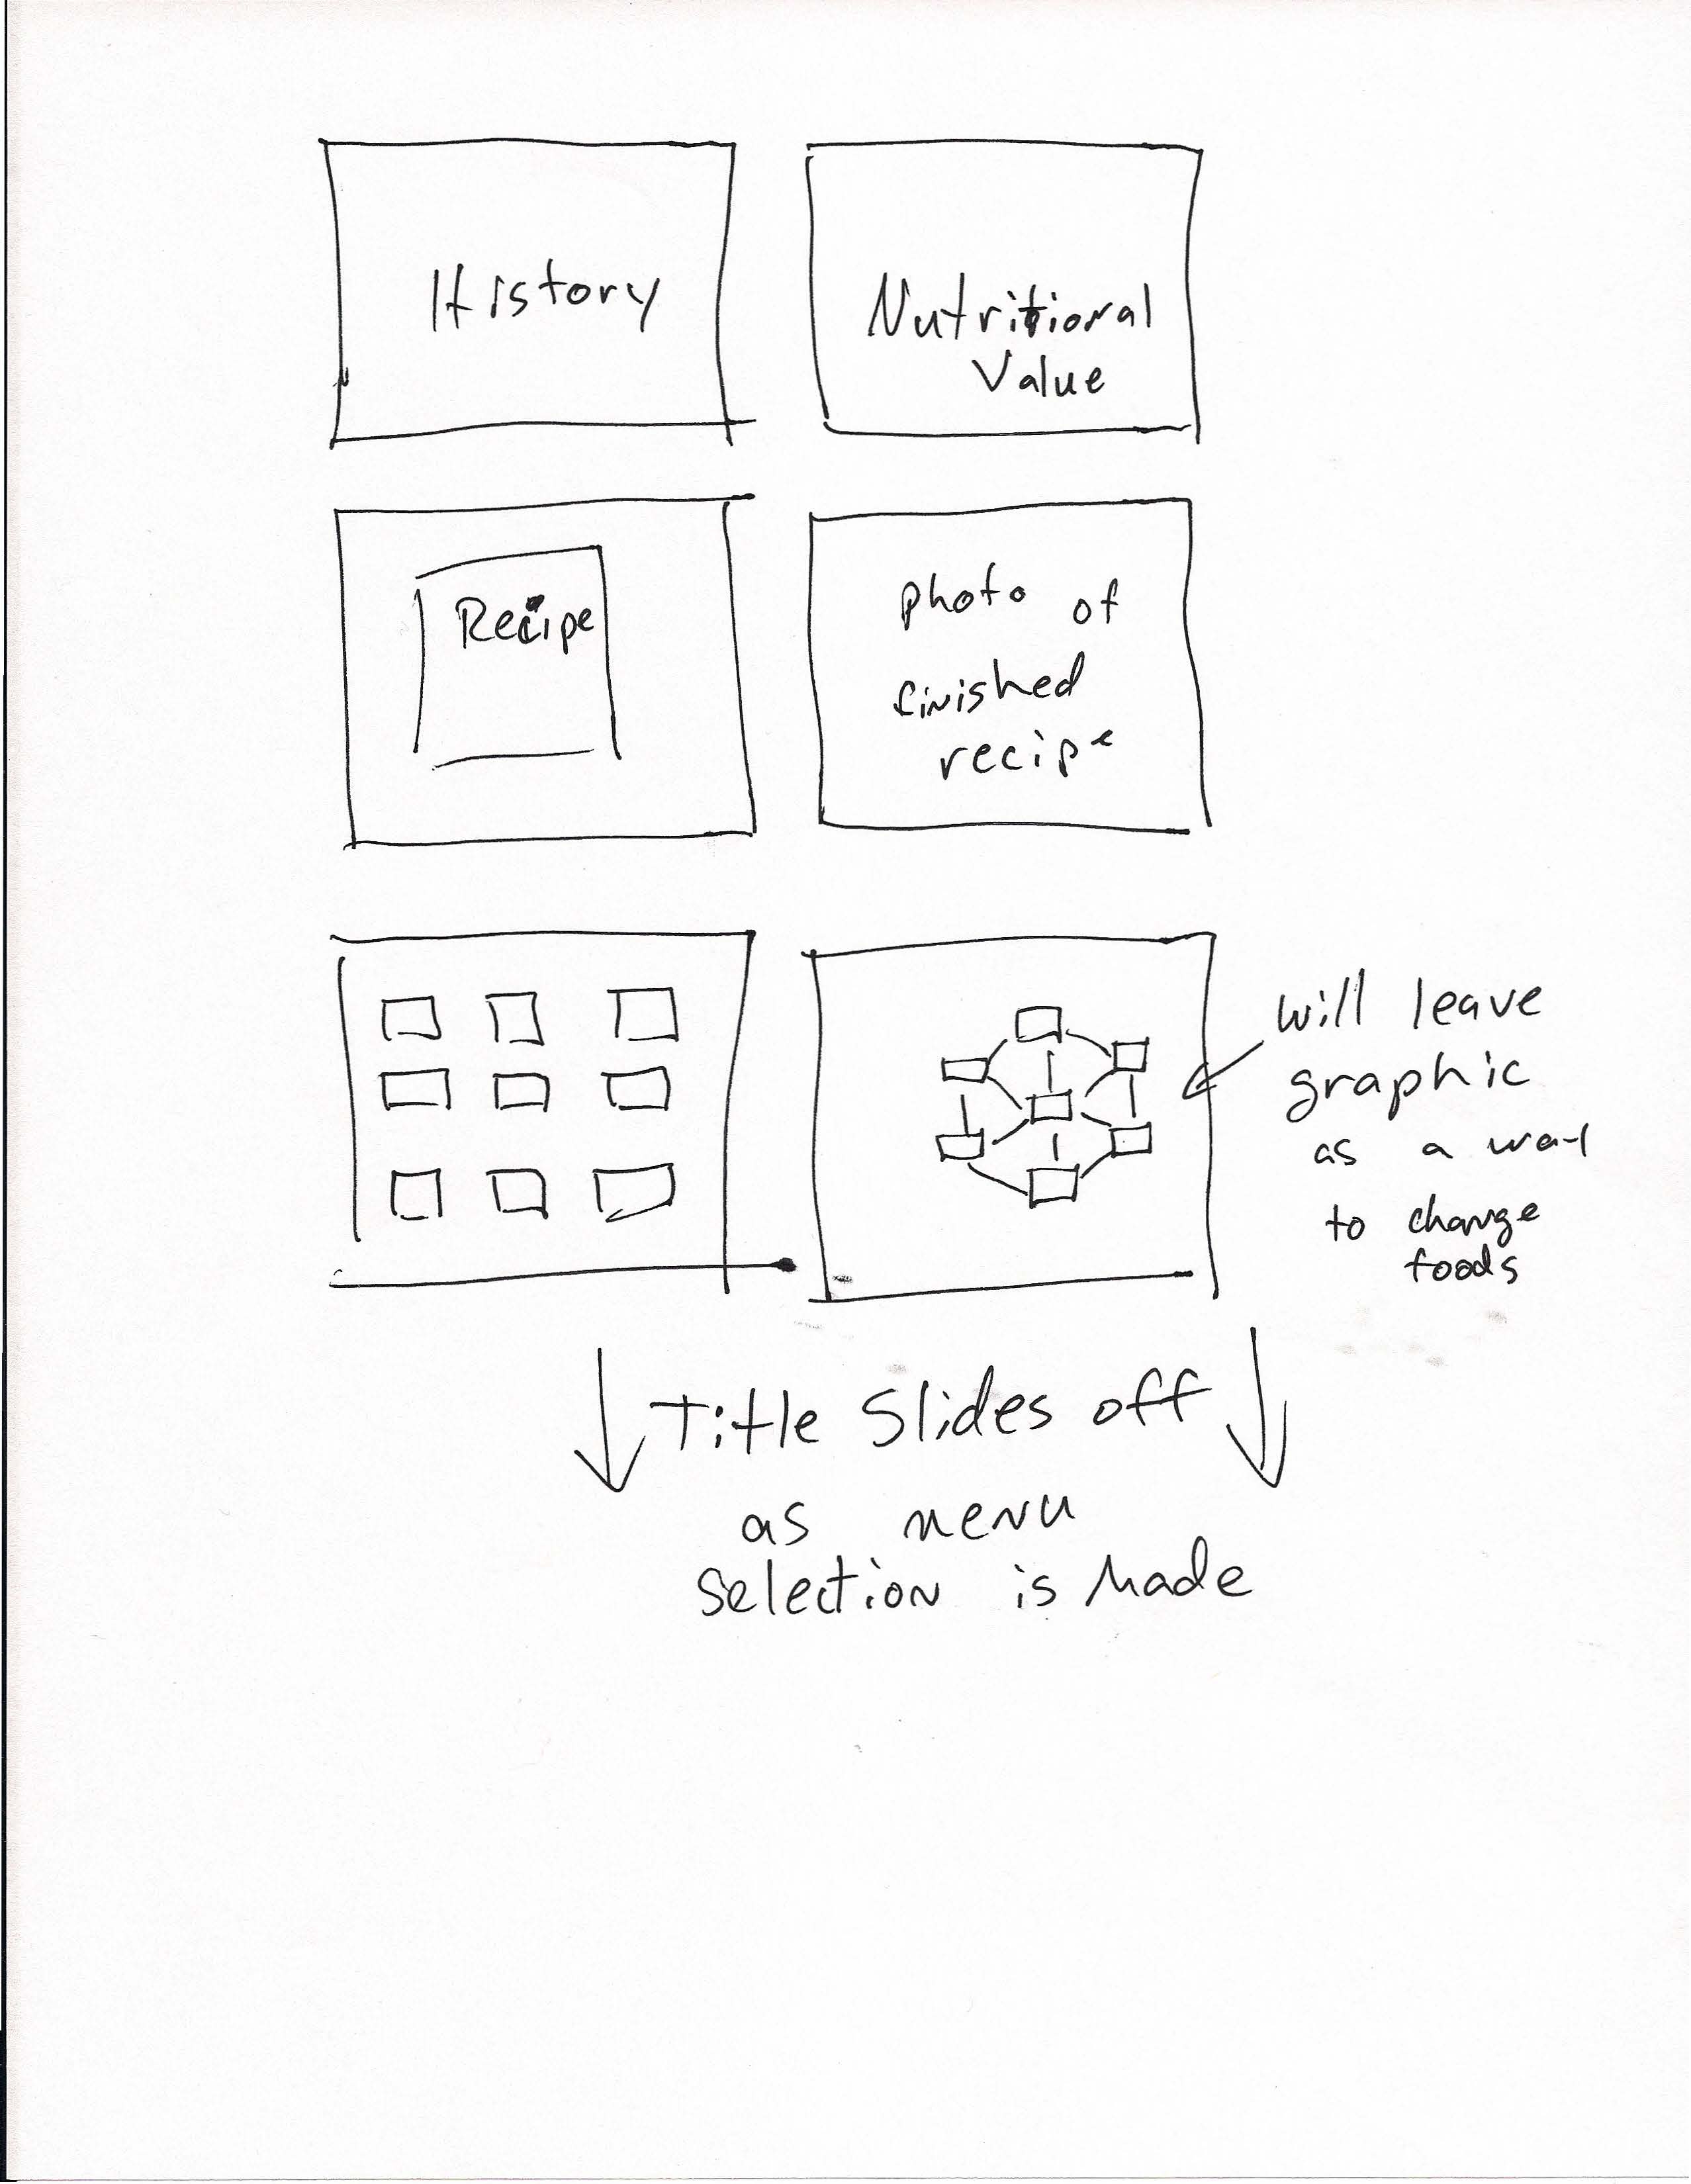 History
Nutritional
Value
Recipe
photo of
finished
recipe
will leave
graphic
as a way
to change
foods
Title Slides off
as menu
selection is Made